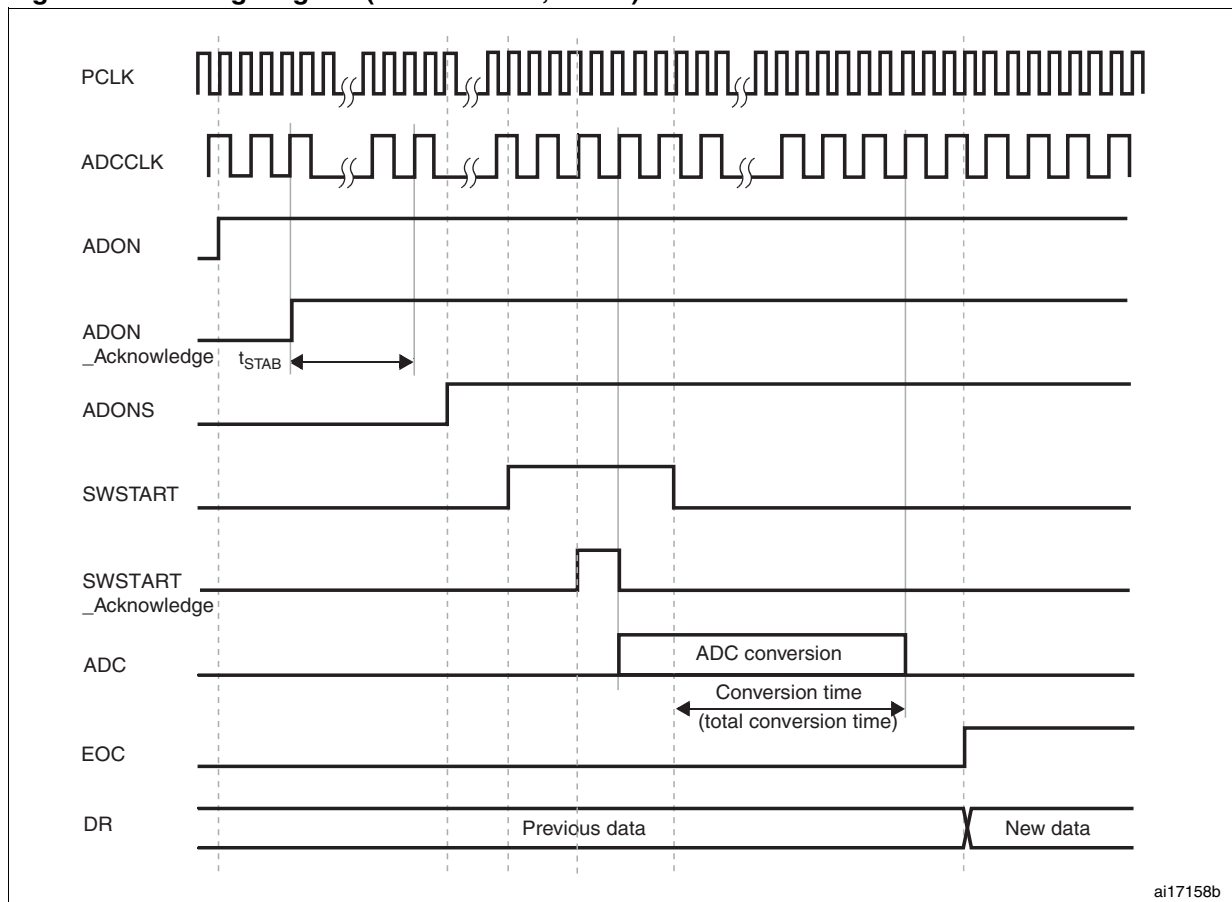 PCLK
ADCCLK
ADON
ADON
_Acknowledge
tSTAB
ADONS
SWSTART
SWSTART
_Acknowledge
ADC
ADC conversion
Conversion time
(total conversion time)
EOC
DR
Previous data
New data
ai17158b